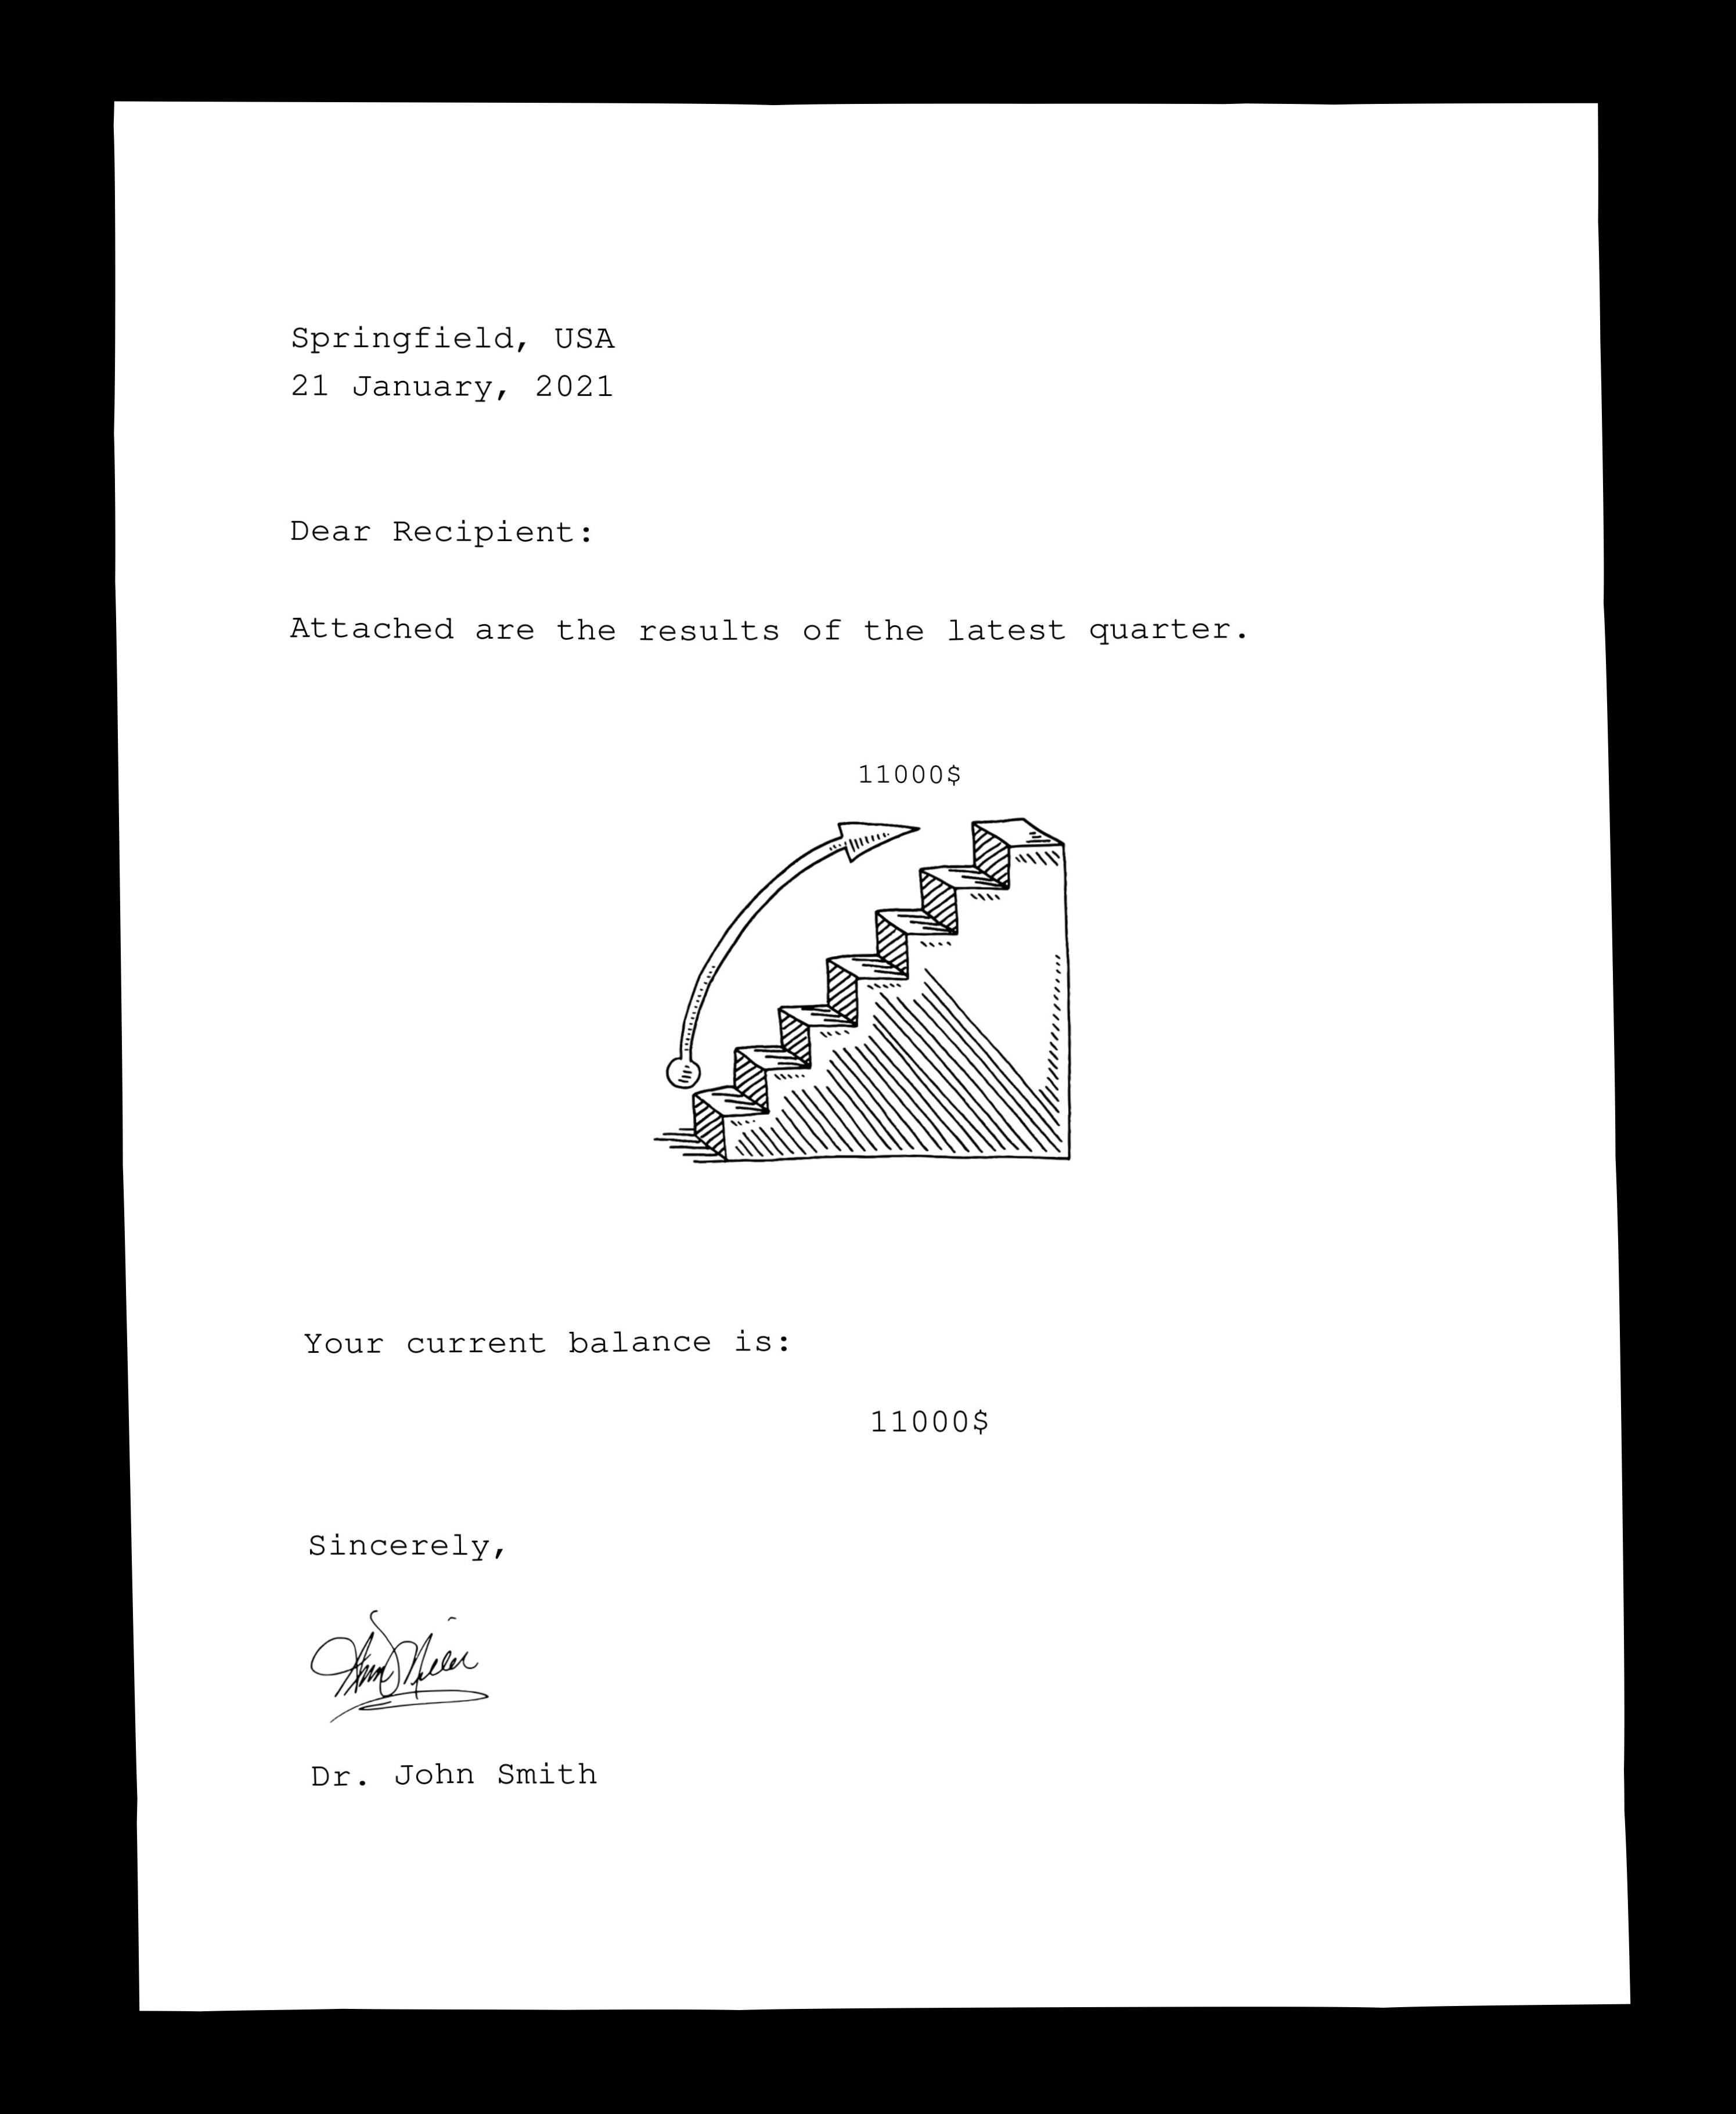 Springfield, USA
21 January, 2021
Dear Recipient:
Attached are the results of the latest quarter.
11000$
Your current balance is:
11000$
Sincerely,
Dr. John Smith